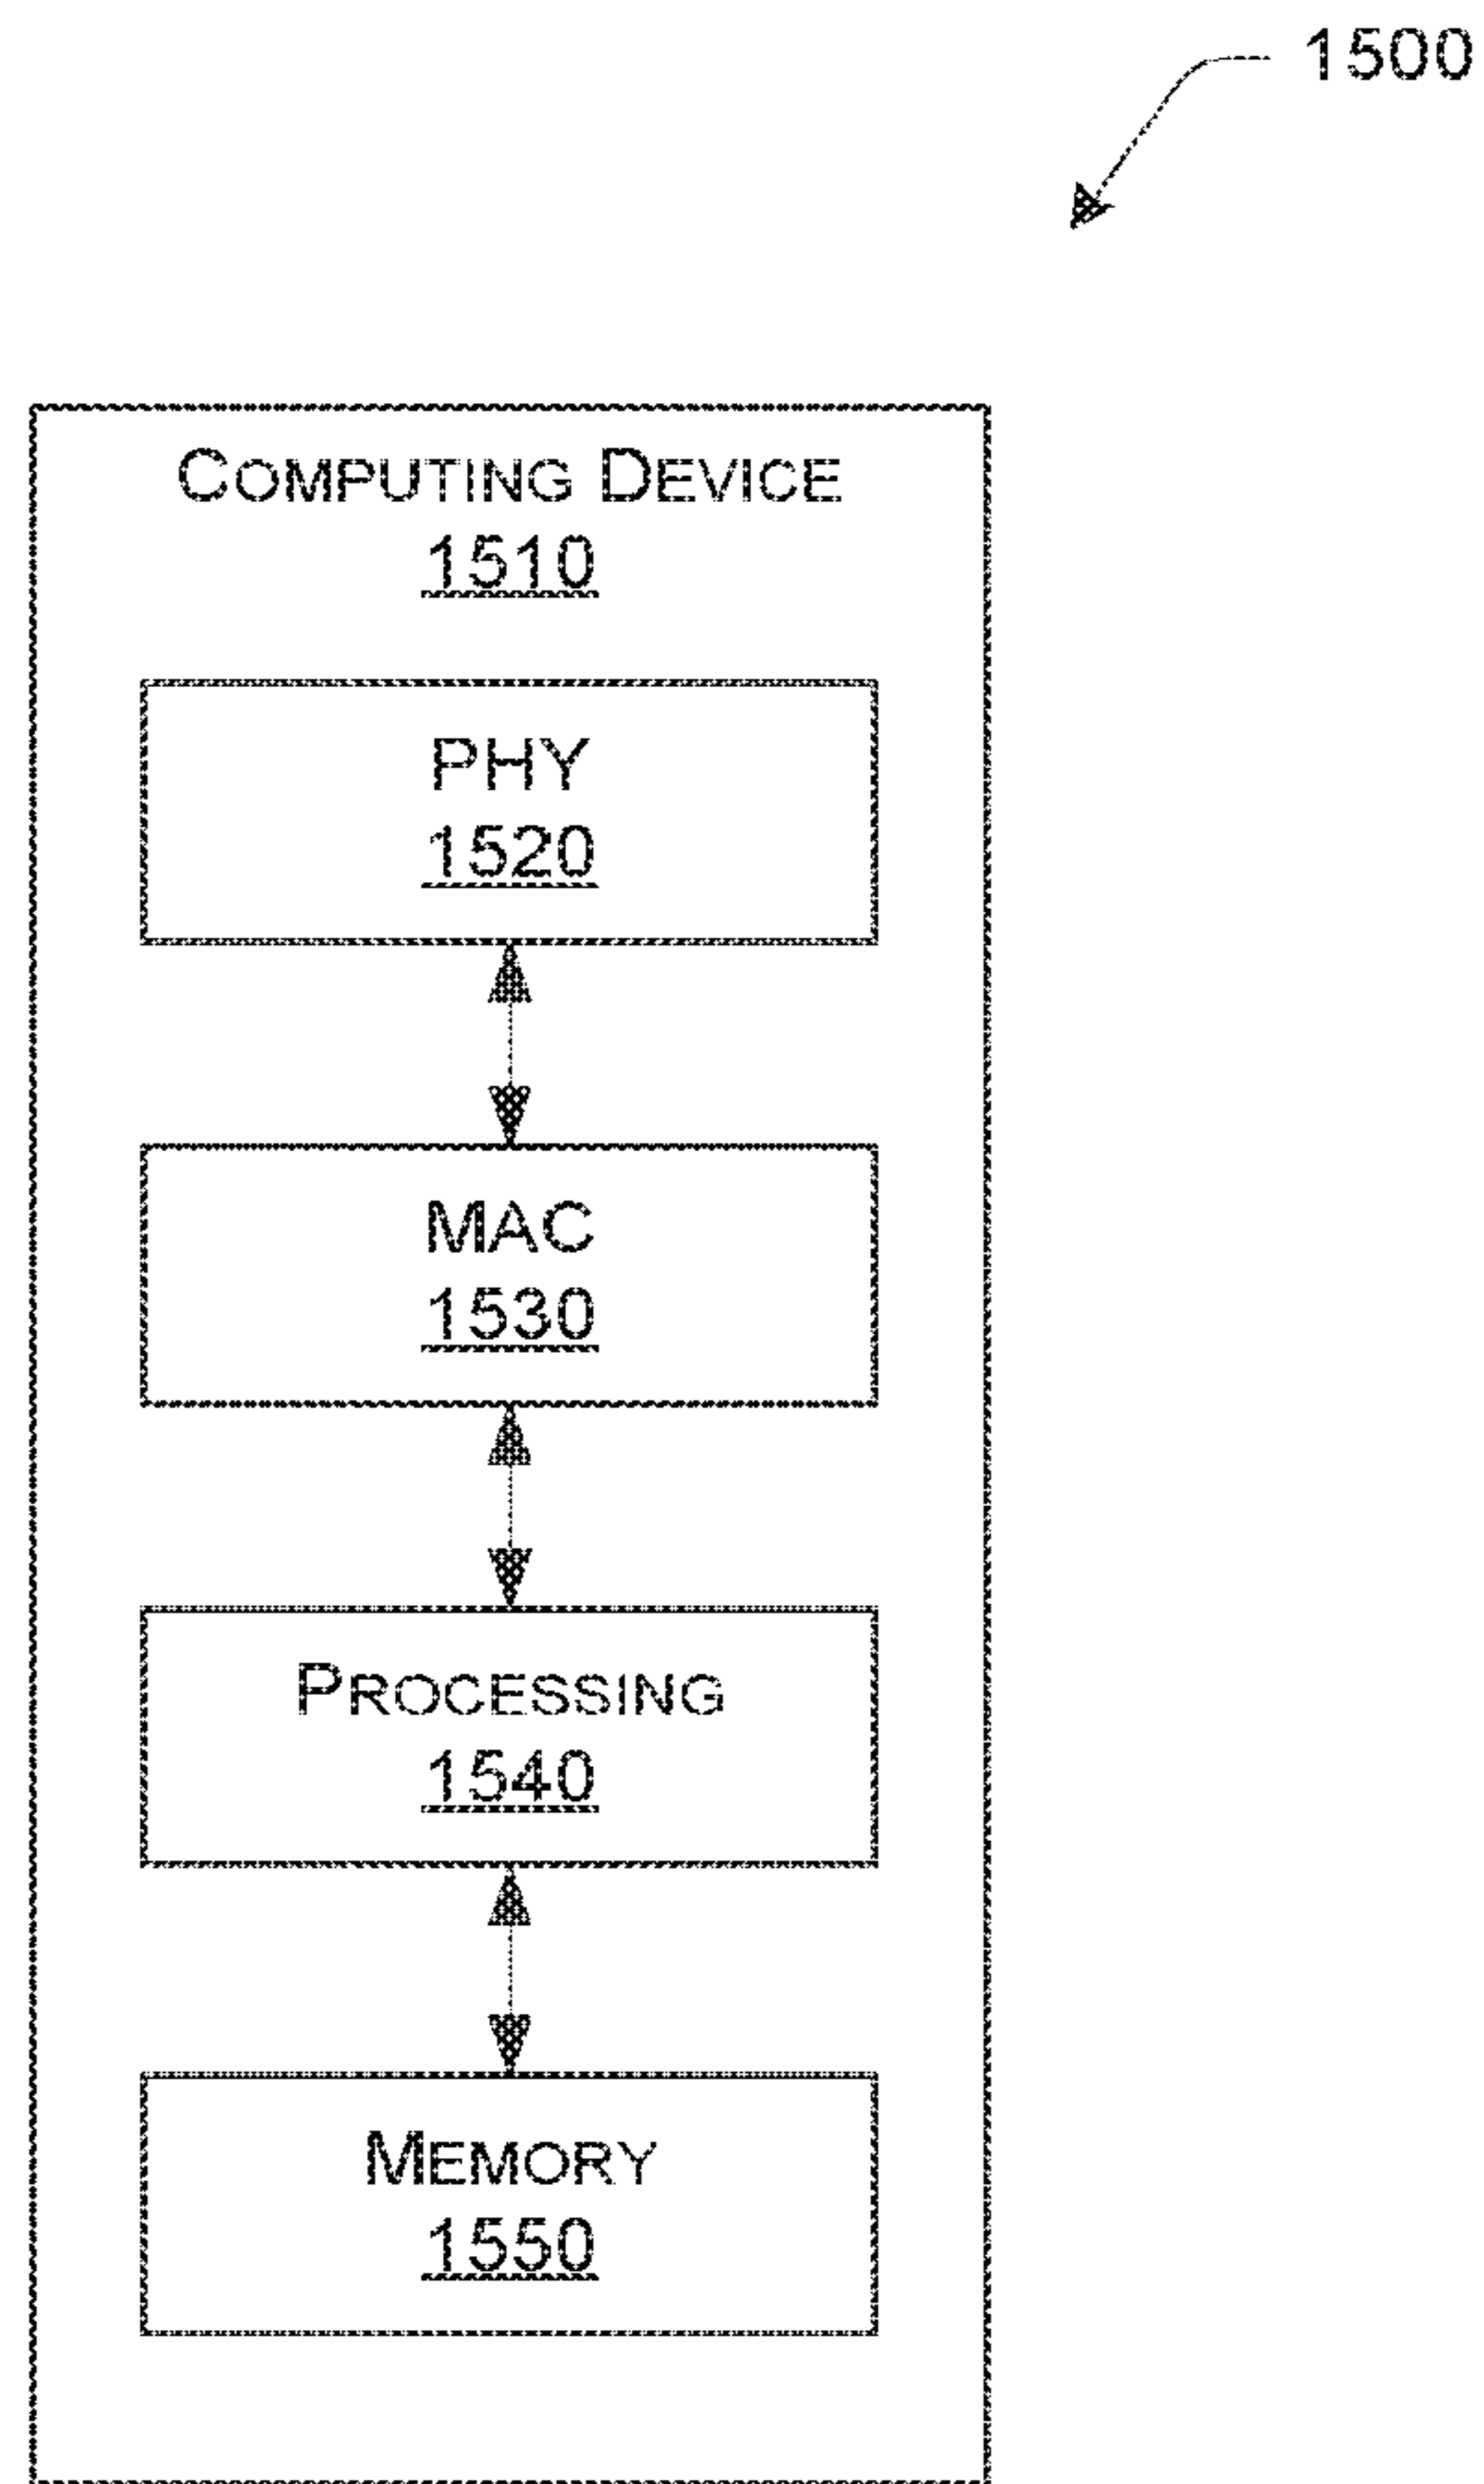 1500
COMPUTING DEVICE
1510
PHY
1520
MAC
1530
PROCESSING
1540
MEMORY
1550